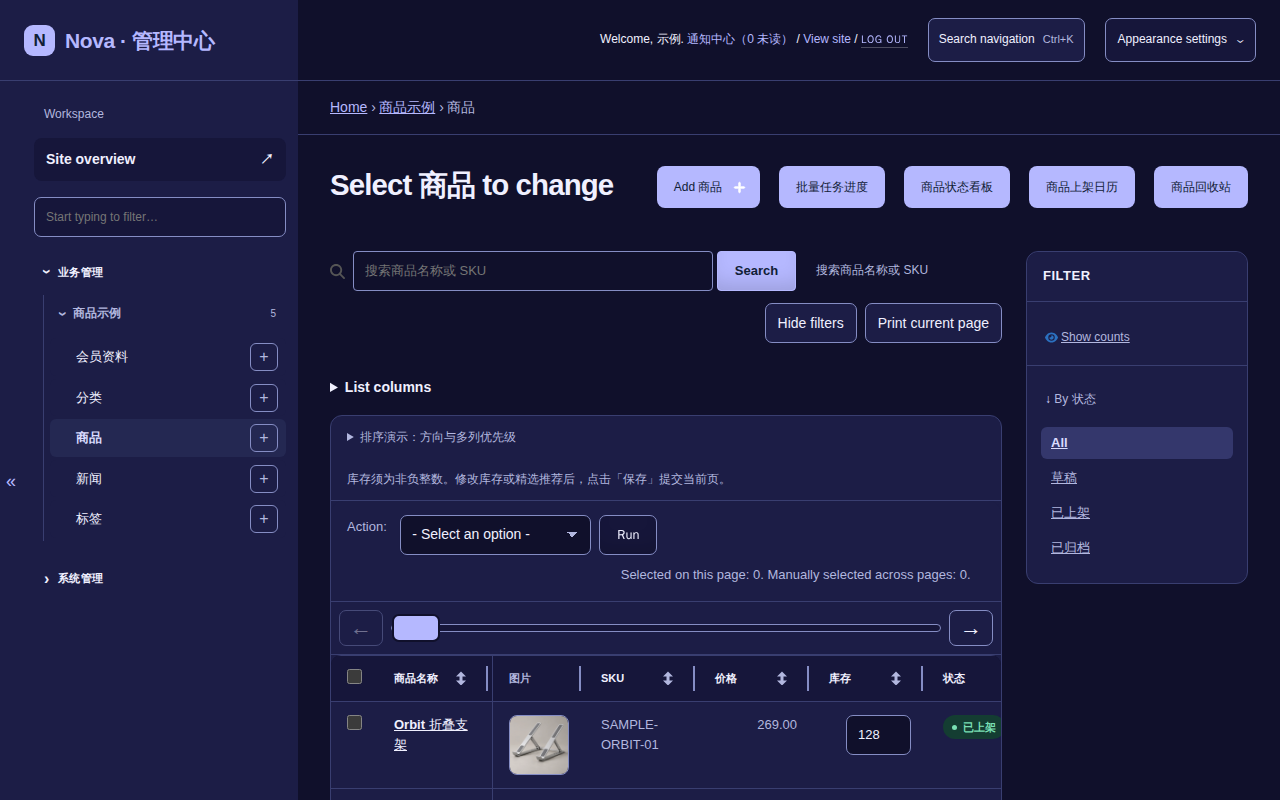 N Nova · 管理中心
Welcome, 示例. 通知中心（0 未读） / View site / LOG OUT
Search navigation Ctrl+K
Appearance settings
Workspace
Site overview
Start typing to filter…
业务管理
商品示例 5
会员资料 +
分类 +
商品 +
新闻 +
标签 +
系统管理
«
Home › 商品示例 › 商品
Select 商品 to change
Add 商品
批量任务进度
商品状态看板
商品上架日历
商品回收站
搜索商品名称或 SKU
Search
搜索商品名称或 SKU
Hide filters
Print current page
List columns
排序演示：方向与多列优先级
库存须为非负整数。修改库存或精选推荐后，点击「保存」提交当前页。
Action: - Select an option - Run
Selected on this page: 0. Manually selected across pages: 0.
← →
商品名称 图片 SKU 价格 库存 状态
Orbit 折叠支架 SAMPLE-ORBIT-01 269.00 128 已上架
FILTER
Show counts
↓ By 状态
All
草稿
已上架
已归档